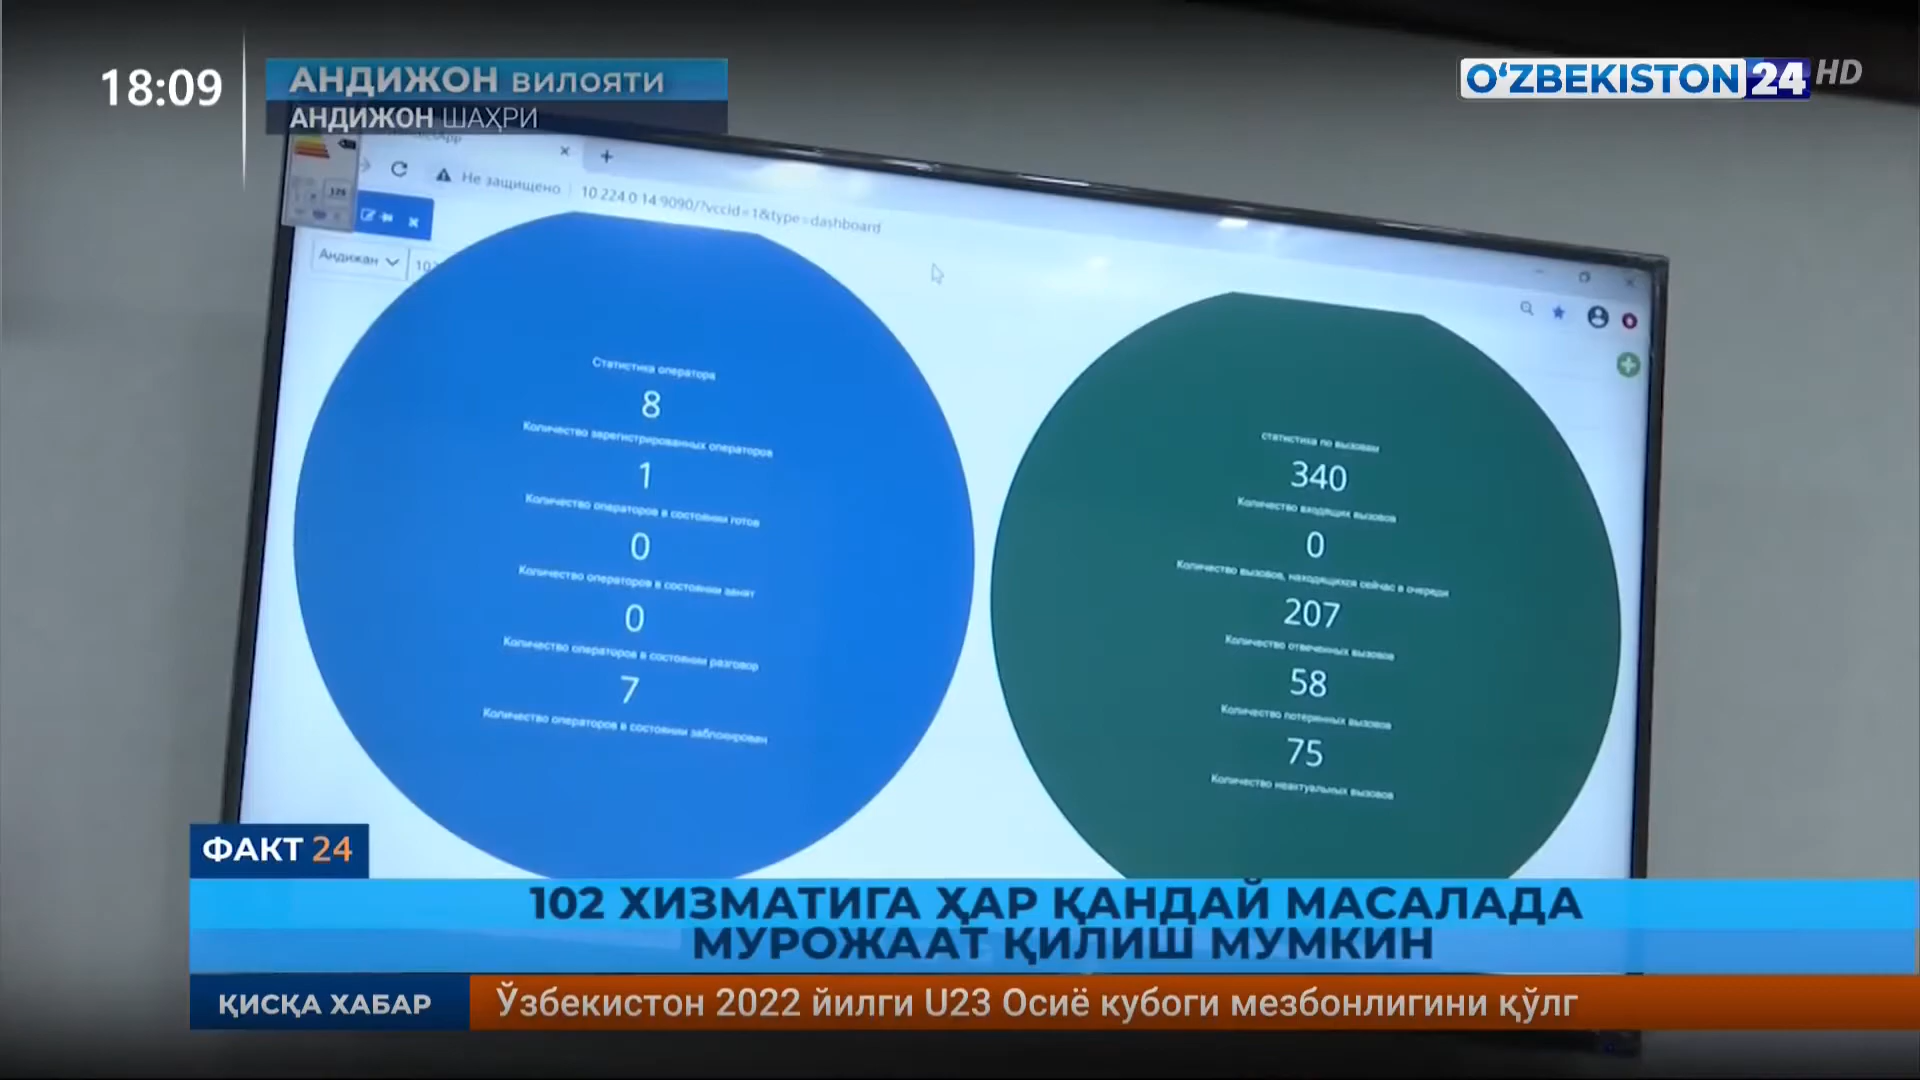 18:09
АНДИЖОН ВИЛОЯТИ
АНДИЖОН ШАҲРИ
O‘ZBEKISTON 24 HD
Не защищено
10.224.0.14:9090/?vccid=1&type=dashboard
Андижан
Статистика оператора
8
Количество зарегистрированных операторов
1
Количество операторов в состоянии готов
0
Количество операторов в состоянии занят
0
Количество операторов в состоянии разговор
7
Количество операторов в состоянии заблокирован
статистика по вызовам
340
Количество входящих вызовов
0
Количество вызовов, находящихся сейчас в очереди
207
Количество отвеченных вызовов
58
Количество потерянных вызовов
75
Количество неактуальных вызовов
ФАКТ 24
102 ХИЗМАТИГА ҲАР ҚАНДАЙ МАСАЛАДА
МУРОЖААТ ҚИЛИШ МУМКИН
ҚИСҚА ХАБАР
Ўзбекистон 2022 йилги U23 Осиё кубоги мезбонлигини қўлг